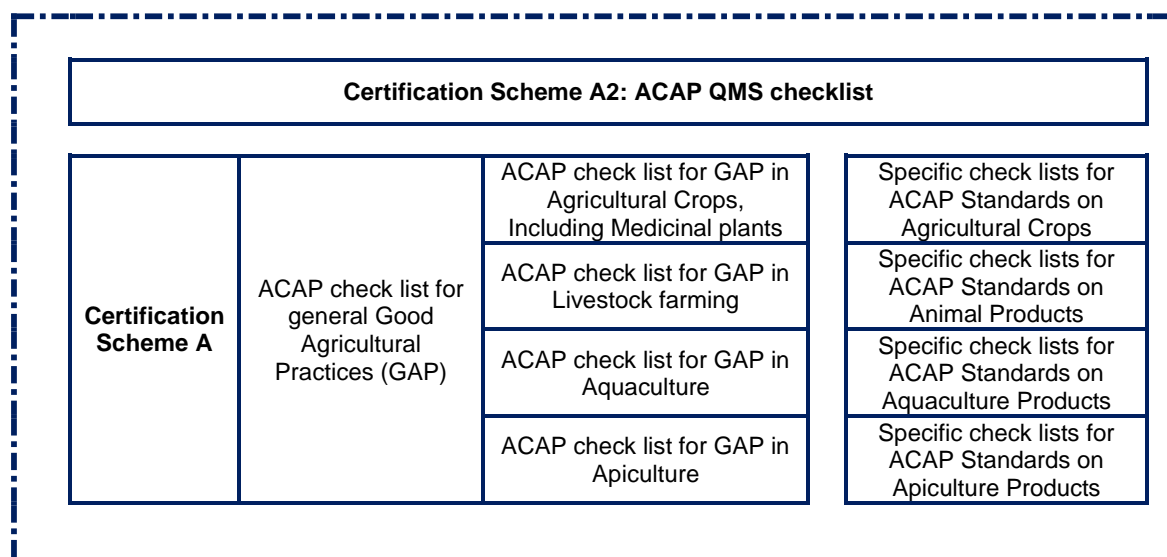 Certification Scheme A2: ACAP QMS checklist
Certification
Scheme A
ACAP check list for
general Good
Agricultural
Practices (GAP)
ACAP check list for GAP in
Agricultural Crops,
Including Medicinal plants
Specific check lists for
ACAP Standards on
Agricultural Crops
ACAP check list for GAP in
Livestock farming
Specific check lists for
ACAP Standards on
Animal Products
ACAP check list for GAP in
Aquaculture
Specific check lists for
ACAP Standards on
Aquaculture Products
ACAP check list for GAP in
Apiculture
Specific check lists for
ACAP Standards on
Apiculture Products